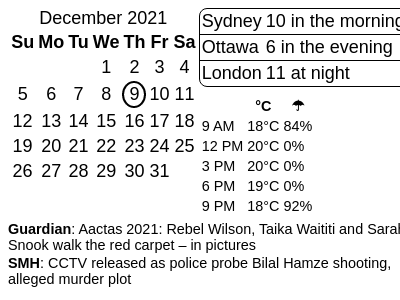 December 2021
Su Mo Tu We Th Fr Sa
1 2 3 4
5 6 7 8 9 10 11
12 13 14 15 16 17 18
19 20 21 22 23 24 25
26 27 28 29 30 31
Sydney 10 in the morning
Ottawa 6 in the evening
London 11 at night
°C ☂
9 AM 18°C 84%
12 PM 20°C 0%
3 PM 20°C 0%
6 PM 19°C 0%
9 PM 18°C 92%
Guardian: Aactas 2021: Rebel Wilson, Taika Waititi and Sarah
Snook walk the red carpet – in pictures
SMH: CCTV released as police probe Bilal Hamze shooting,
alleged murder plot